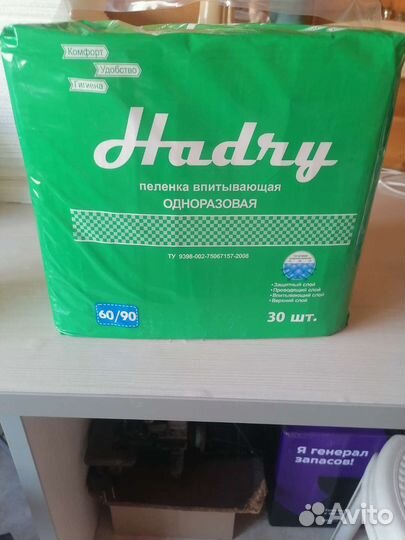 Комфорт
Удобство
Гигиена
Hadry
пеленка впитывающая
ОДНОРАЗОВАЯ
ТУ 9398-002-75067157-2008
• Защитный слой
• Проводящий слой
• Впитывающий слой
• Верхний слой
60/90
30 шт.
Я генерал
запасов!
Avito